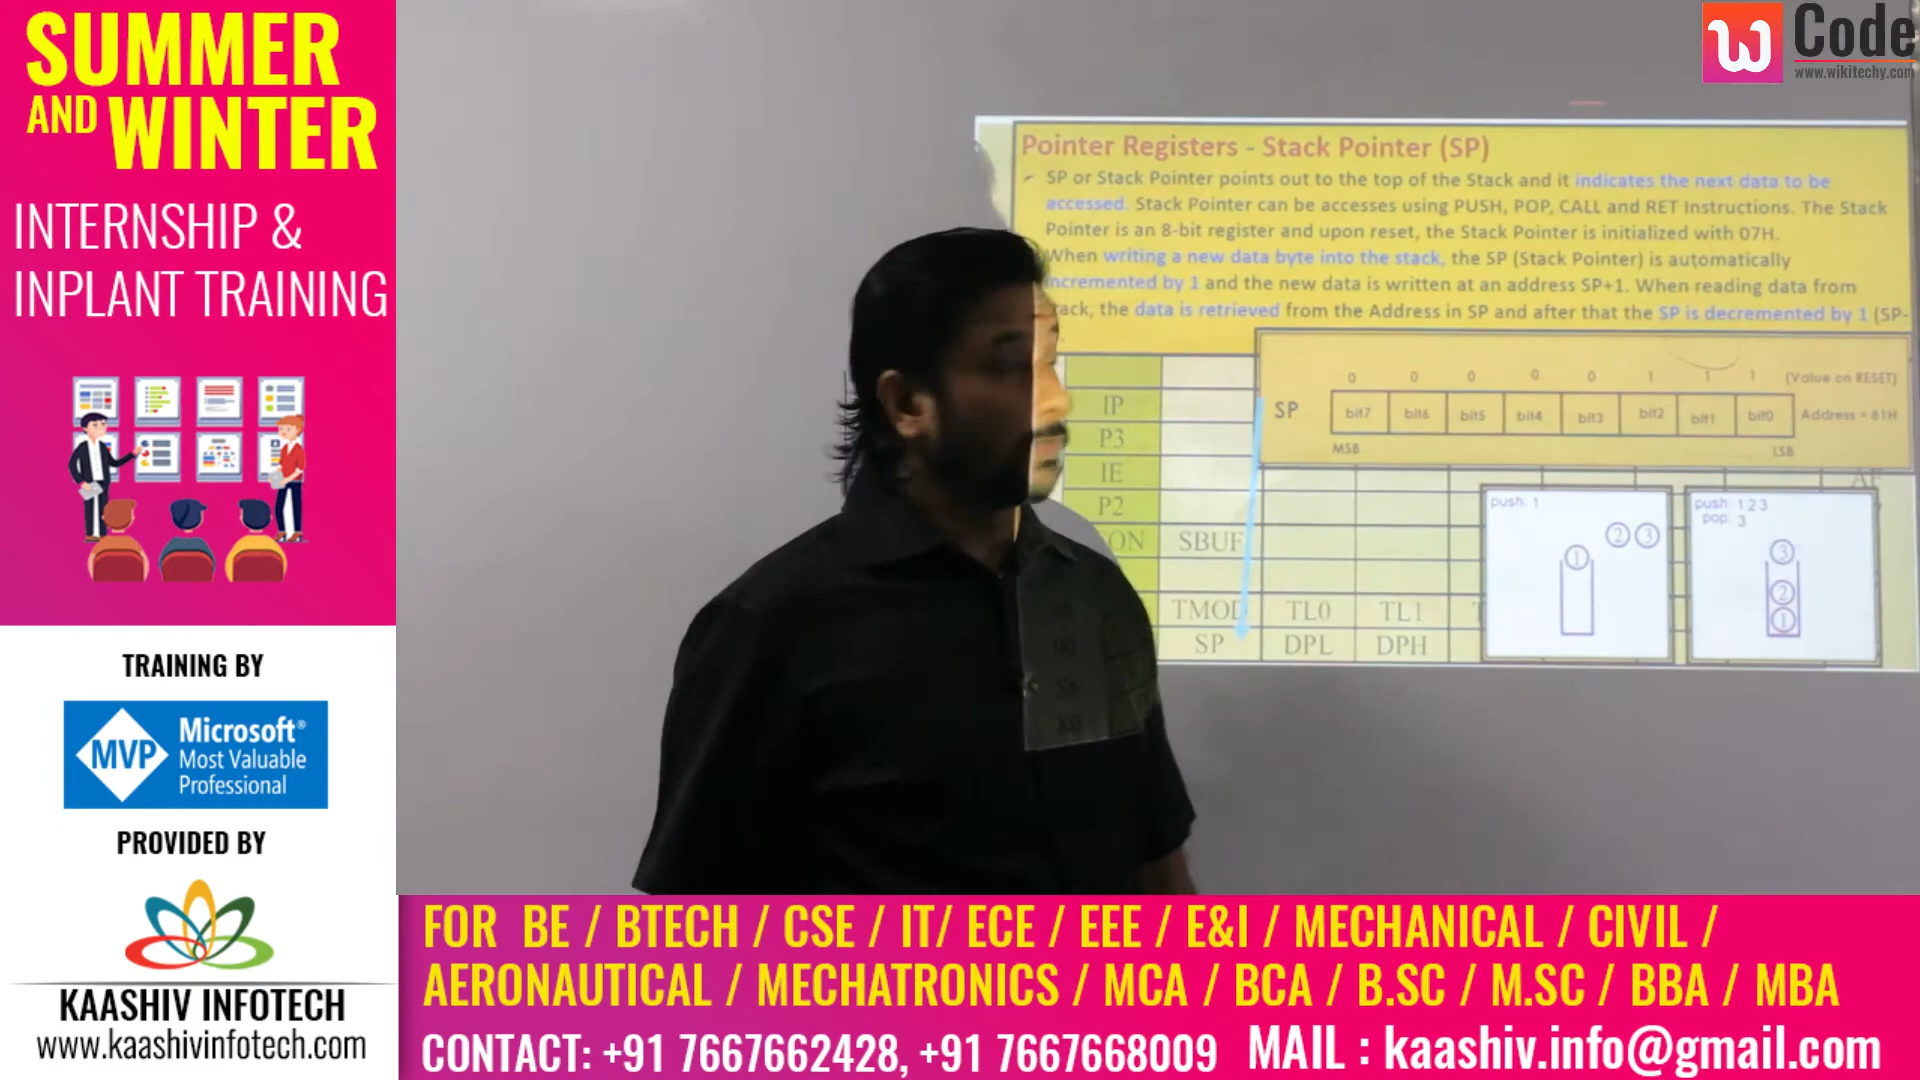 SUMMER
AND WINTER
INTERNSHIP &
INPLANT TRAINING
TRAINING BY
MVP
Microsoft®
Most Valuable
Professional
PROVIDED BY
KAASHIV INFOTECH
www.kaashivinfotech.com
W Code
www.wikitechy.com
Pointer Registers - Stack Pointer (SP)
SP or Stack Pointer points out to the top of the Stack and it indicates the next data to be
accessed. Stack Pointer can be accesses using PUSH, POP, CALL and RET Instructions. The Stack
Pointer is an 8-bit register and upon reset, the Stack Pointer is initialized with 07H.
When writing a new data byte into the stack, the SP (Stack Pointer) is automatically
incremented by 1 and the new data is written at an address SP+1. When reading data from
the data is retrieved from the Address in SP and after that the SP is decremented by 1 (SP-
0 0 0 0 0 1 1 1 (Value on RESET)
SP bit7 bit6 bit5 bit4 bit3 bit2 bit1 bit0 Address = 81H
MSB LSB
IP
P3
IE
P2
SBUF
TMOD TL0 TL1
SP DPL DPH
push: 1
2 3
1
push: 1 2 3
pop: 3
3
2
1
FOR BE / BTECH / CSE / IT/ ECE / EEE / E&I / MECHANICAL / CIVIL /
AERONAUTICAL / MECHATRONICS / MCA / BCA / B.SC / M.SC / BBA / MBA
CONTACT: +91 7667662428, +91 7667668009 MAIL : kaashiv.info@gmail.com